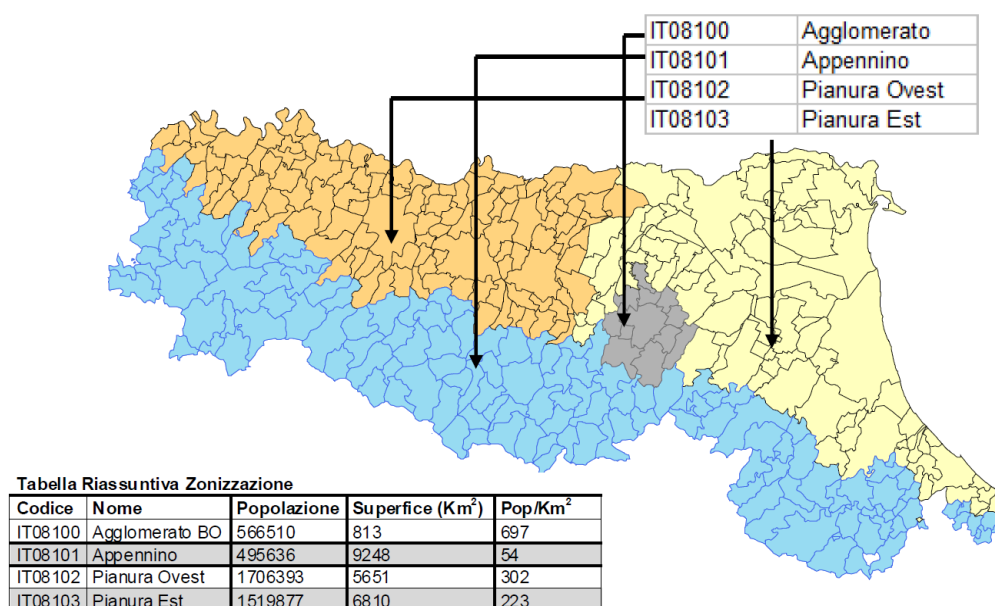 IT08100 Agglomerato
IT08101 Appennino
IT08102 Pianura Ovest
IT08103 Pianura Est
Tabella Riassuntiva Zonizzazione
Codice Nome Popolazione Superfice (Km²) Pop/Km²
IT08100 Agglomerato BO 566510 813 697
IT08101 Appennino 495636 9248 54
IT08102 Pianura Ovest 1706393 5651 302
IT08103 Pianura Est 1519877 6810 223